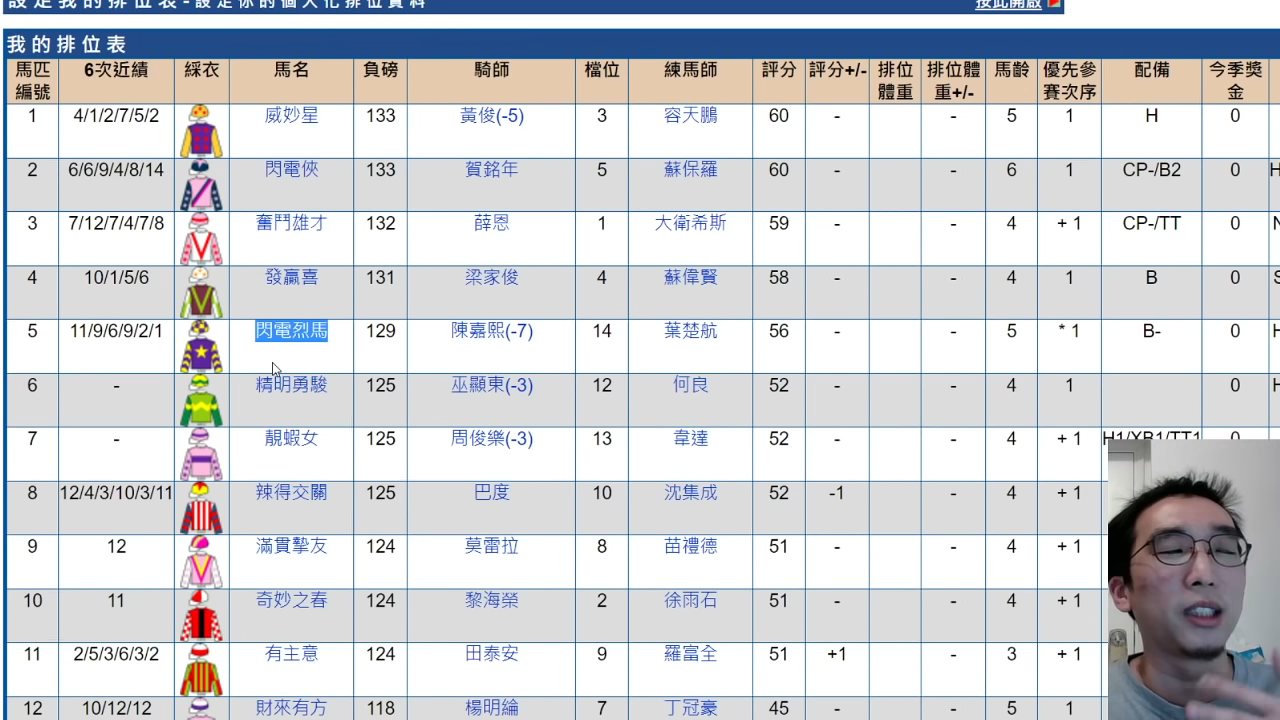 設定我的排位表-設定你的個人化排位資料 按此開啟
我的排位表
馬匹編號 6次近績 綵衣 馬名 負磅 騎師 檔位 練馬師 評分 評分+/- 排位體重 排位體重+/- 馬齡 優先參賽次序 配備 今季獎金
1 4/1/2/7/5/2 威妙星 133 黃俊(-5) 3 容天鵬 60 - - 5 1 H 0
2 6/6/9/4/8/14 閃電俠 133 賀銘年 5 蘇保羅 60 - - 6 1 CP-/B2 0 H
3 7/12/7/4/7/8 奮鬥雄才 132 薛恩 1 大衛希斯 59 - - 4 + 1 CP-/TT 0 N
4 10/1/5/6 發贏喜 131 梁家俊 4 蘇偉賢 58 - - 4 1 B 0 S
5 11/9/6/9/2/1 閃電烈馬 129 陳嘉熙(-7) 14 葉楚航 56 - - 5 * 1 B- 0 H
6 - 精明勇駿 125 巫顯東(-3) 12 何良 52 - - 4 1 0 H
7 - 靚蝦女 125 周俊樂(-3) 13 韋達 52 - - 4 + 1 H1/XB1/TT1 0
8 12/4/3/10/3/11 辣得交關 125 巴度 10 沈集成 52 -1 - 4 + 1
9 12 滿貫摯友 124 莫雷拉 8 苗禮德 51 - - 4 + 1
10 11 奇妙之春 124 黎海榮 2 徐雨石 51 - - 4 + 1
11 2/5/3/6/3/2 有主意 124 田泰安 9 羅富全 51 +1 - 3 + 1
12 10/12/12 財來有方 118 楊明綸 7 丁冠豪 45 - - 5 1